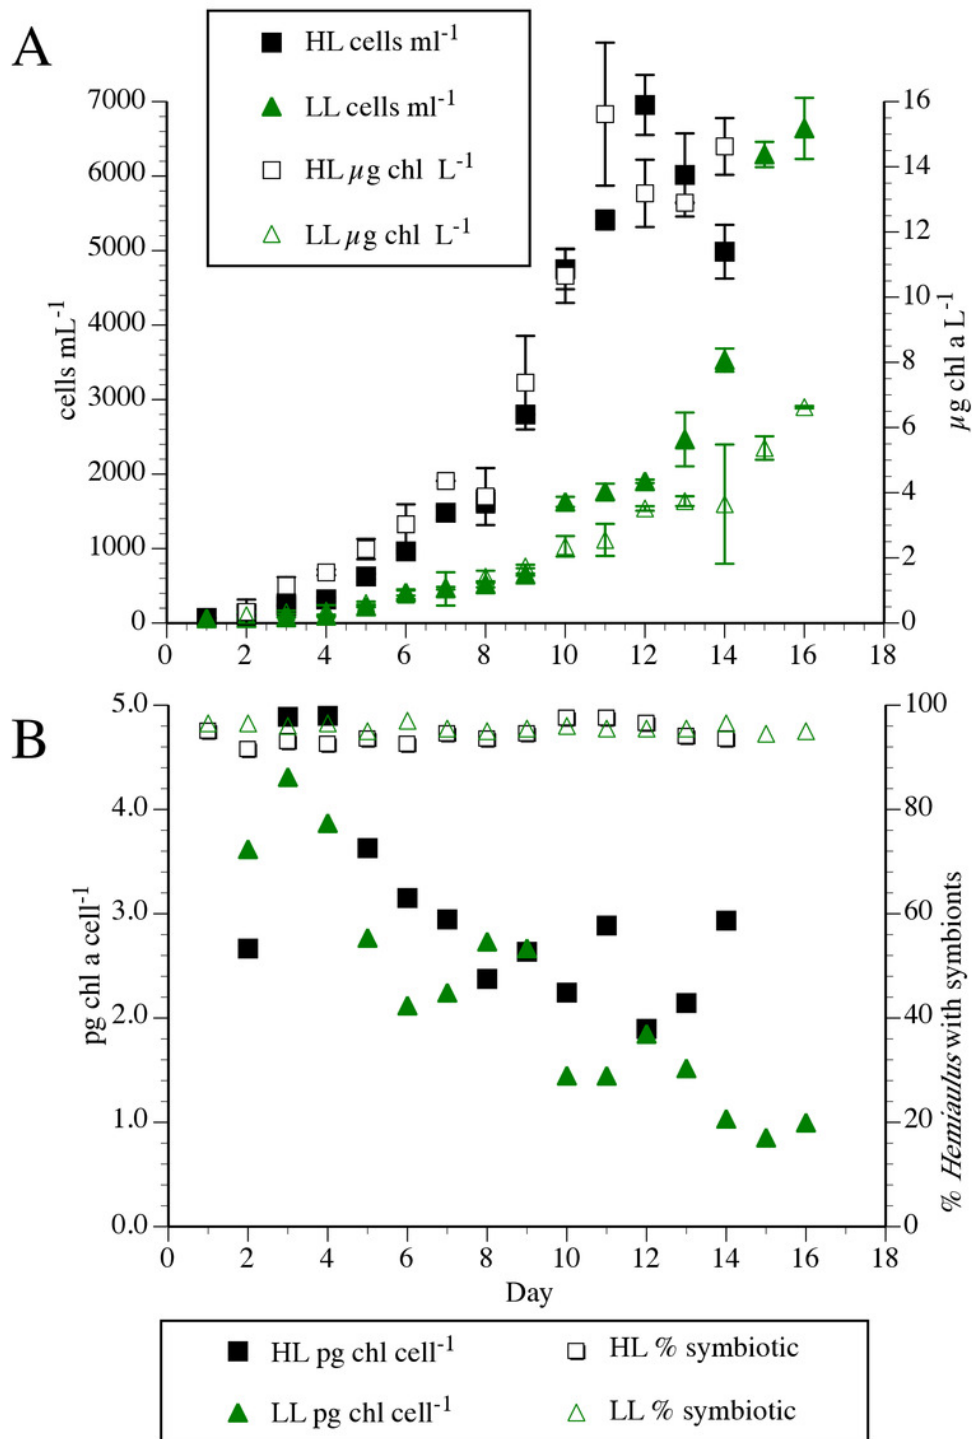 A
HL cells ml-1
LL cells ml-1
HL µg chl L-1
LL µg chl L-1
7000
6000
5000
4000
3000
2000
1000
0
cells mL-1
16
14
12
10
8
6
4
2
0
µg chl a L-1
0 2 4 6 8 10 12 14 16 18
B
5.0
4.0
3.0
2.0
1.0
0.0
pg chl a cell-1
100
80
60
40
20
0
% Hemiaulus with symbionts
0 2 4 6 8 10 12 14 16 18
Day
HL pg chl cell-1
HL % symbiotic
LL pg chl cell-1
LL % symbiotic